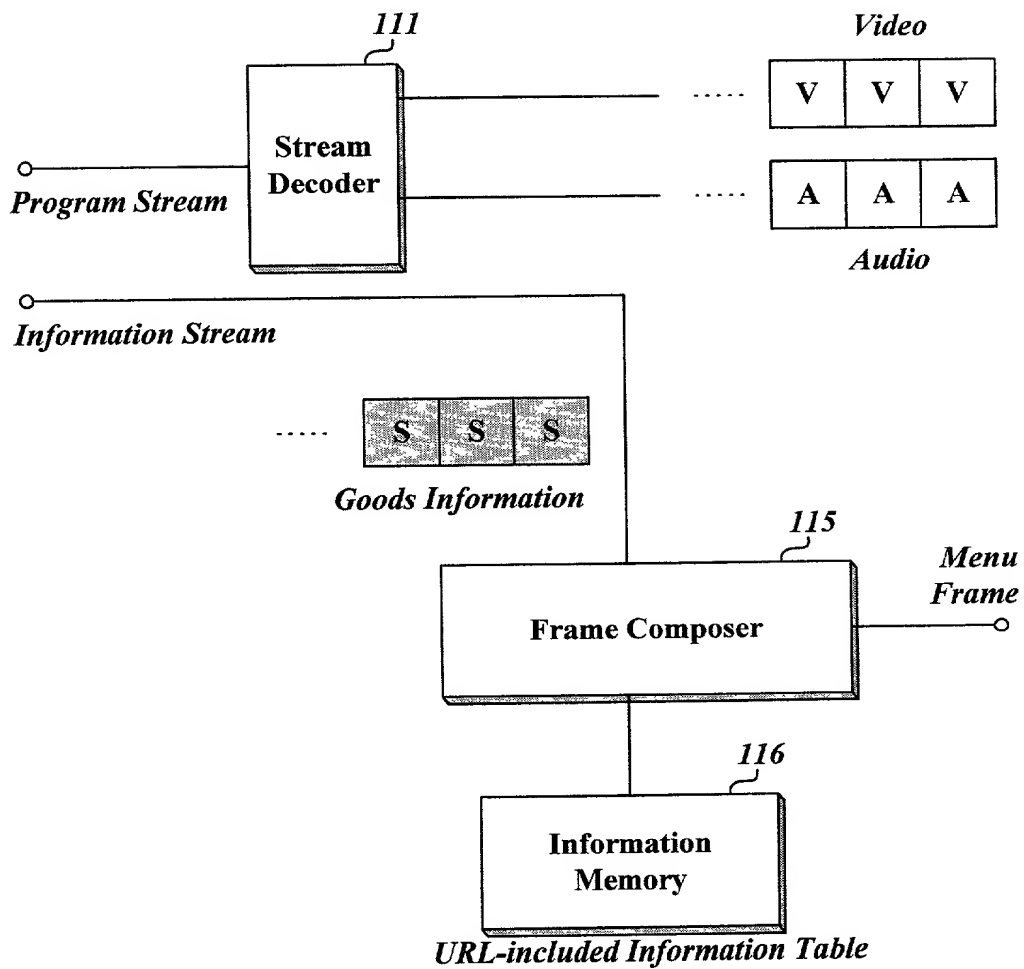 111
Video
V V V
Stream
Decoder
Program Stream
A A A
Audio
Information Stream
..... S S S
Goods Information
115
Menu
Frame
Frame Composer
116
Information
Memory
URL-included Information Table